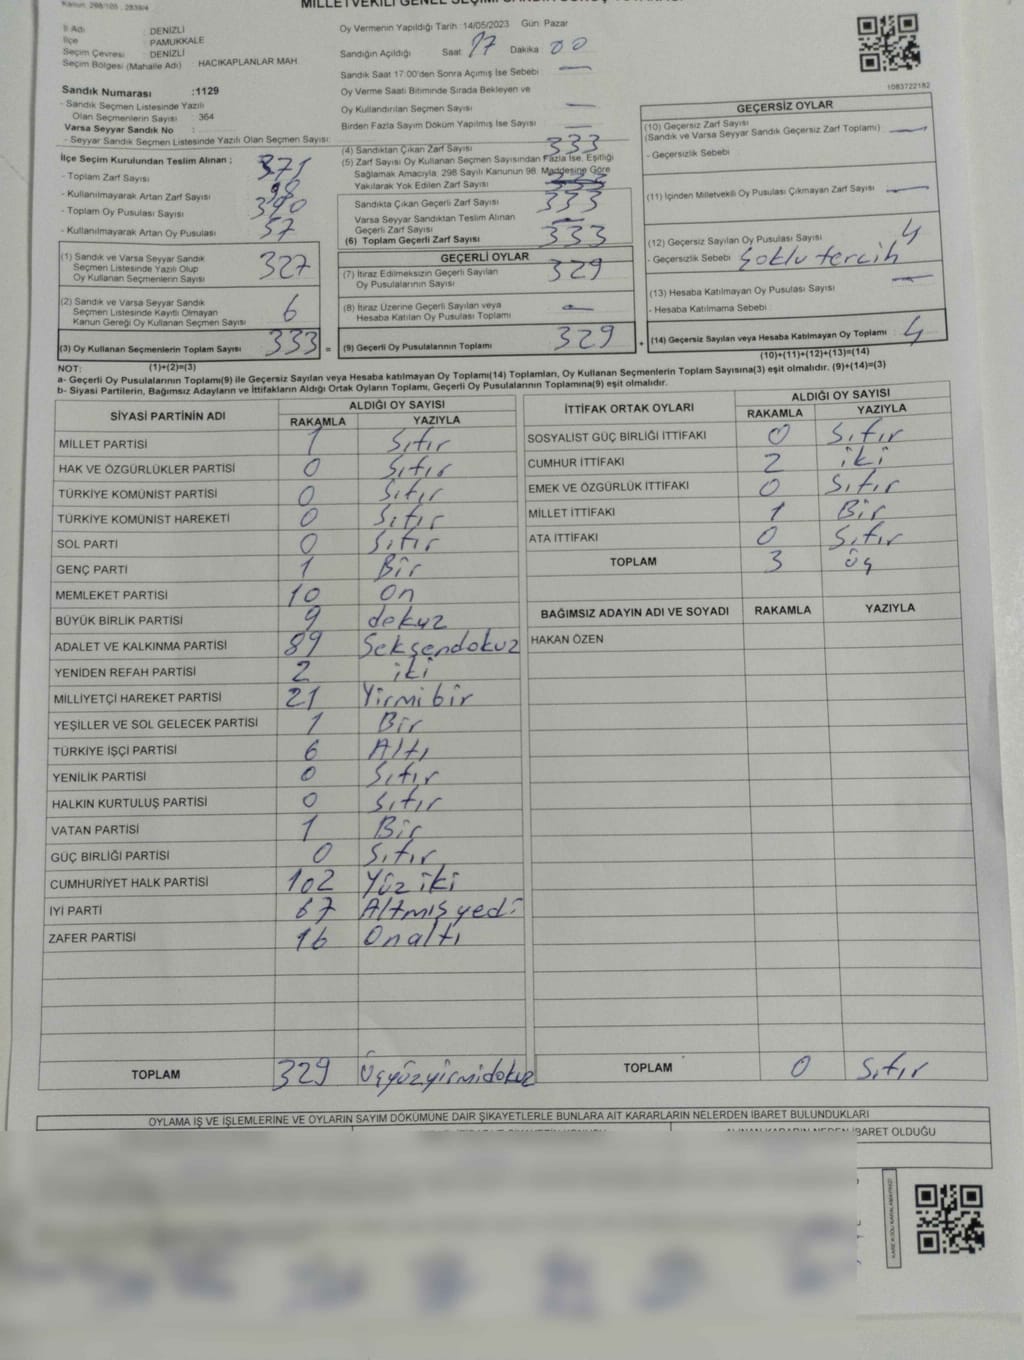 Kanun: 298/105 , 2839/4
MİLLETVEKİLİ GENEL SEÇİMİ SANDIK SONUÇ TUTANAĞI
İl Adı : DENİZLİ
İlçe : PAMUKKALE
Seçim Çevresi : DENİZLİ
Seçim Bölgesi (Mahalle Adı) : HACIKAPLANLAR MAH.
Sandık Numarası :1129
- Sandık Seçmen Listesinde Yazılı
Olan Seçmenlerin Sayısı : 364
Varsa Seyyar Sandık No :
- Seyyar Sandık Seçmen Listesinde Yazılı Olan Seçmen Sayısı:
İlçe Seçim Kurulundan Teslim Alınan ;
- Toplam Zarf Sayısı 371
- Kullanılmayarak Artan Zarf Sayısı
- Toplam Oy Pusulası Sayısı 390
- Kullanılmayarak Artan Oy Pusulası 57
(1) Sandık ve Varsa Seyyar Sandık
Seçmen Listesinde Yazılı Olup
Oy Kullanan Seçmenlerin Sayısı 327
(2) Sandık ve Varsa Seyyar Sandık
Seçmen Listesinde Kayıtlı Olmayan
Kanun Gereği Oy Kullanan Seçmen Sayısı 6
(3) Oy Kullanan Seçmenlerin Toplam Sayısı 333 =
Oy Vermenin Yapıldığı Tarih :14/05/2023 Gün: Pazar
Sandığın Açıldığı Saat 17 Dakika 00
Sandık Saat 17:00'den Sonra Açımış İse Sebebi —
Oy Verme Saati Bitiminde Sırada Bekleyen ve
Oy Kullandırılan Seçmen Sayısı —
Birden Fazla Sayım Döküm Yapılmış İse Sayısı —
(4) Sandıktan Çıkan Zarf Sayısı 333
(5) Zarf Sayısı Oy Kullanan Seçmen Sayısından Fazla İse, Eşitliği
Sağlamak Amacıyla, 298 Sayılı Kanunun 98. Maddesine Göre
Yakılarak Yok Edilen Zarf Sayısı
Sandıkta Çıkan Geçerli Zarf Sayısı 333
Varsa Seyyar Sandıktan Teslim Alınan
Geçerli Zarf Sayısı —
(6) Toplam Geçerli Zarf Sayısı 333
GEÇERLİ OYLAR
(7) İtiraz Edilmeksizin Geçerli Sayılan
Oy Pusulalarının Sayısı 329
(8) İtiraz Üzerine Geçerli Sayılan veya
Hesaba Katılan Oy Pusulası Toplamı —
(9) Geçerli Oy Pusulalarının Toplamı 329 +
1083722182
GEÇERSİZ OYLAR
(10) Geçersiz Zarf Sayısı
(Sandık ve Varsa Seyyar Sandık Geçersiz Zarf Toplamı) —
- Geçersizlik Sebebi
(11) İçinden Milletvekili Oy Pusulası Çıkmayan Zarf Sayısı —
(12) Geçersiz Sayılan Oy Pusulası Sayısı 4
- Geçersizlik Sebebi Çoklu tercih
(13) Hesaba Katılmayan Oy Pusulası Sayısı —
- Hesaba Katılmama Sebebi
(14) Geçersiz Sayılan veya Hesaba Katılmayan Oy Toplamı 4
NOT: (1)+(2)=(3) (10)+(11)+(12)+(13)=(14)
a- Geçerli Oy Pusulalarının Toplamı(9) ile Geçersiz Sayılan veya Hesaba katılmayan Oy Toplamı(14) Toplamları, Oy Kullanan Seçmenlerin Toplam Sayısına(3) eşit olmalıdır. (9)+(14)=(3)
b- Siyasi Partilerin, Bağımsız Adayların ve İttifakların Aldığı Ortak Oyların Toplamı, Geçerli Oy Pusulalarının Toplamına(9) eşit olmalıdır.
SİYASİ PARTİNİN ADI ALDIĞI OY SAYISI
RAKAMLA YAZIYLA
MİLLET PARTİSİ 1 Sıfır
HAK VE ÖZGÜRLÜKLER PARTİSİ 0 Sıfır
TÜRKİYE KOMÜNİST PARTİSİ 0 Sıfır
TÜRKİYE KOMÜNİST HAREKETİ 0 Sıfır
SOL PARTİ 0 Sıfır
GENÇ PARTİ 1 Bir
MEMLEKET PARTİSİ 10 On
BÜYÜK BİRLİK PARTİSİ 9 dokuz
ADALET VE KALKINMA PARTİSİ 89 Seksendokuz
YENİDEN REFAH PARTİSİ 2 iki
MİLLİYETÇİ HAREKET PARTİSİ 21 Yirmibir
YEŞİLLER VE SOL GELECEK PARTİSİ 1 Bir
TÜRKİYE İŞÇİ PARTİSİ 6 Altı
YENİLİK PARTİSİ 0 Sıfır
HALKIN KURTULUŞ PARTİSİ 0 Sıfır
VATAN PARTİSİ 1 Bir
GÜÇ BİRLİĞİ PARTİSİ 0 Sıfır
CUMHURİYET HALK PARTİSİ 102 Yüziki
İYİ PARTİ 67 Altmışyedi
ZAFER PARTİSİ 16 Onaltı
TOPLAM 329 Üçyüzyirmidokuz
İTTİFAK ORTAK OYLARI ALDIĞI OY SAYISI
RAKAMLA YAZIYLA
SOSYALİST GÜÇ BİRLİĞİ İTTİFAKI 0 Sıfır
CUMHUR İTTİFAKI 2 iki
EMEK VE ÖZGÜRLÜK İTTİFAKI 0 Sıfır
MİLLET İTTİFAKI 1 Bir
ATA İTTİFAKI 0 Sıfır
TOPLAM 3 üç
BAĞIMSIZ ADAYIN ADI VE SOYADI RAKAMLA YAZIYLA
HAKAN ÖZEN
TOPLAM 0 Sıfır
OYLAMA İŞ VE İŞLEMLERİNE VE OYLARIN SAYIM DÖKÜMÜNE DAİR ŞİKAYETLERLE BUNLARA AİT KARARLARIN NELERDEN İBARET BULUNDUKLARI
ALINAN KARARIN NEDEN İBARET OLDUĞU